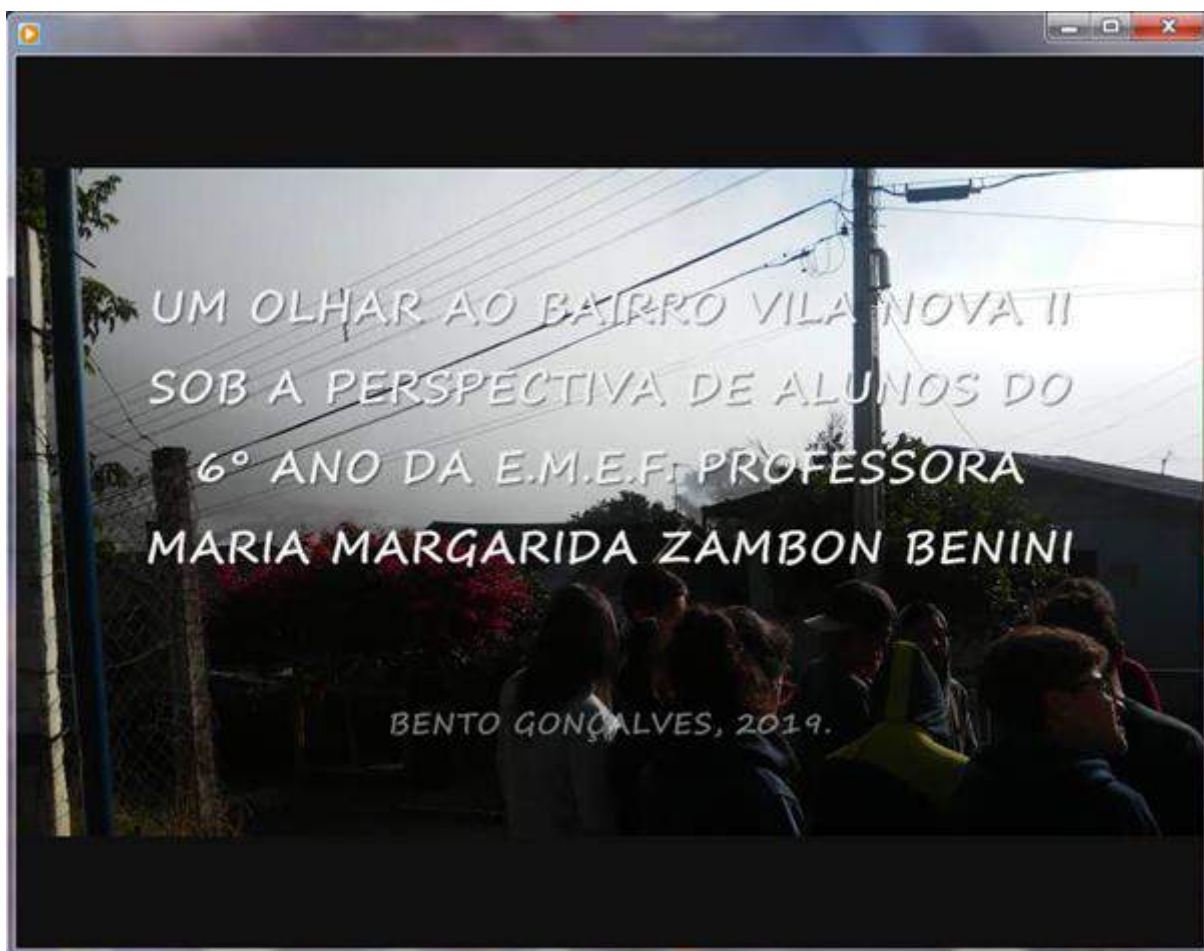 UM OLHAR AO BAIRRO VILA NOVA II
SOB A PERSPECTIVA DE ALUNOS DO
6º ANO DA E.M.E.F. PROFESSORA
MARIA MARGARIDA ZAMBON BENINI
BENTO GONÇALVES, 2019.